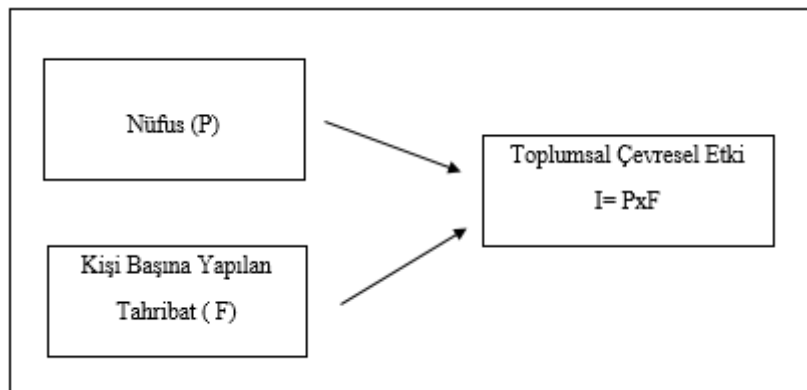 Nüfus (P)
Toplumsal Çevresel Etki
I= PxF
Kişi Başına Yapılan
Tahribat ( F)